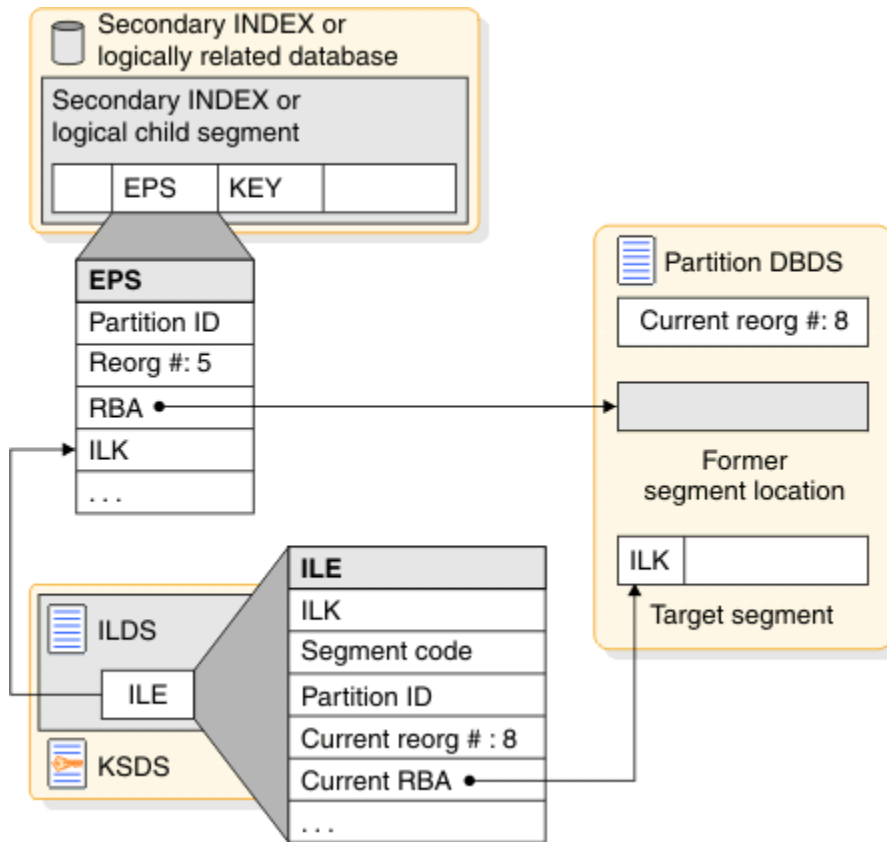 Secondary INDEX or
logically related database
Secondary INDEX or
logical child segment
EPS KEY
EPS
Partition ID
Reorg #: 5
RBA
ILK
. . .
Partition DBDS
Current reorg #: 8
Former
segment location
ILK
Target segment
ILDS
ILE
KSDS
ILE
ILK
Segment code
Partition ID
Current reorg # : 8
Current RBA
. . .